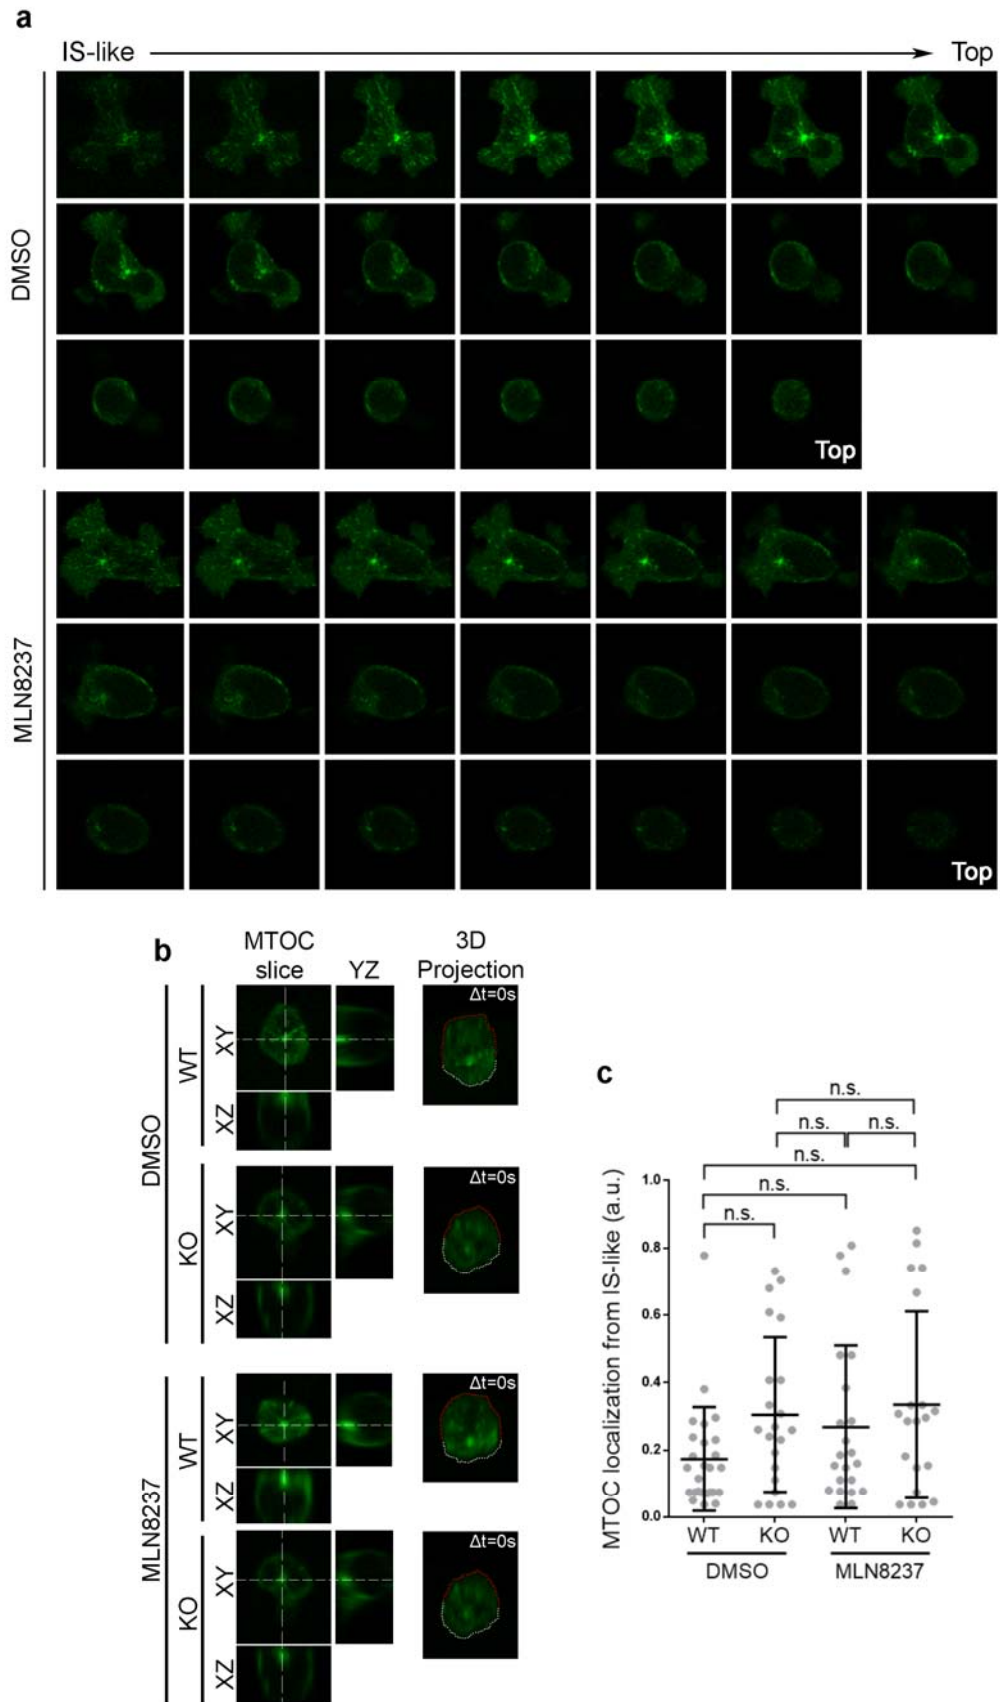 a
IS-like Top
DMSO
Top
MLN8237
Top
b
MTOC slice
YZ
3D Projection
DMSO
WT
XY
XZ
Δt=0s
KO
XY
XZ
Δt=0s
MLN8237
WT
XY
XZ
Δt=0s
KO
XY
XZ
Δt=0s
c
n.s.
n.s. n.s.
n.s.
n.s.
n.s.
MTOC localization from IS-like (a.u.)
1.0
0.8
0.6
0.4
0.2
0.0
WT KO WT KO
DMSO MLN8237